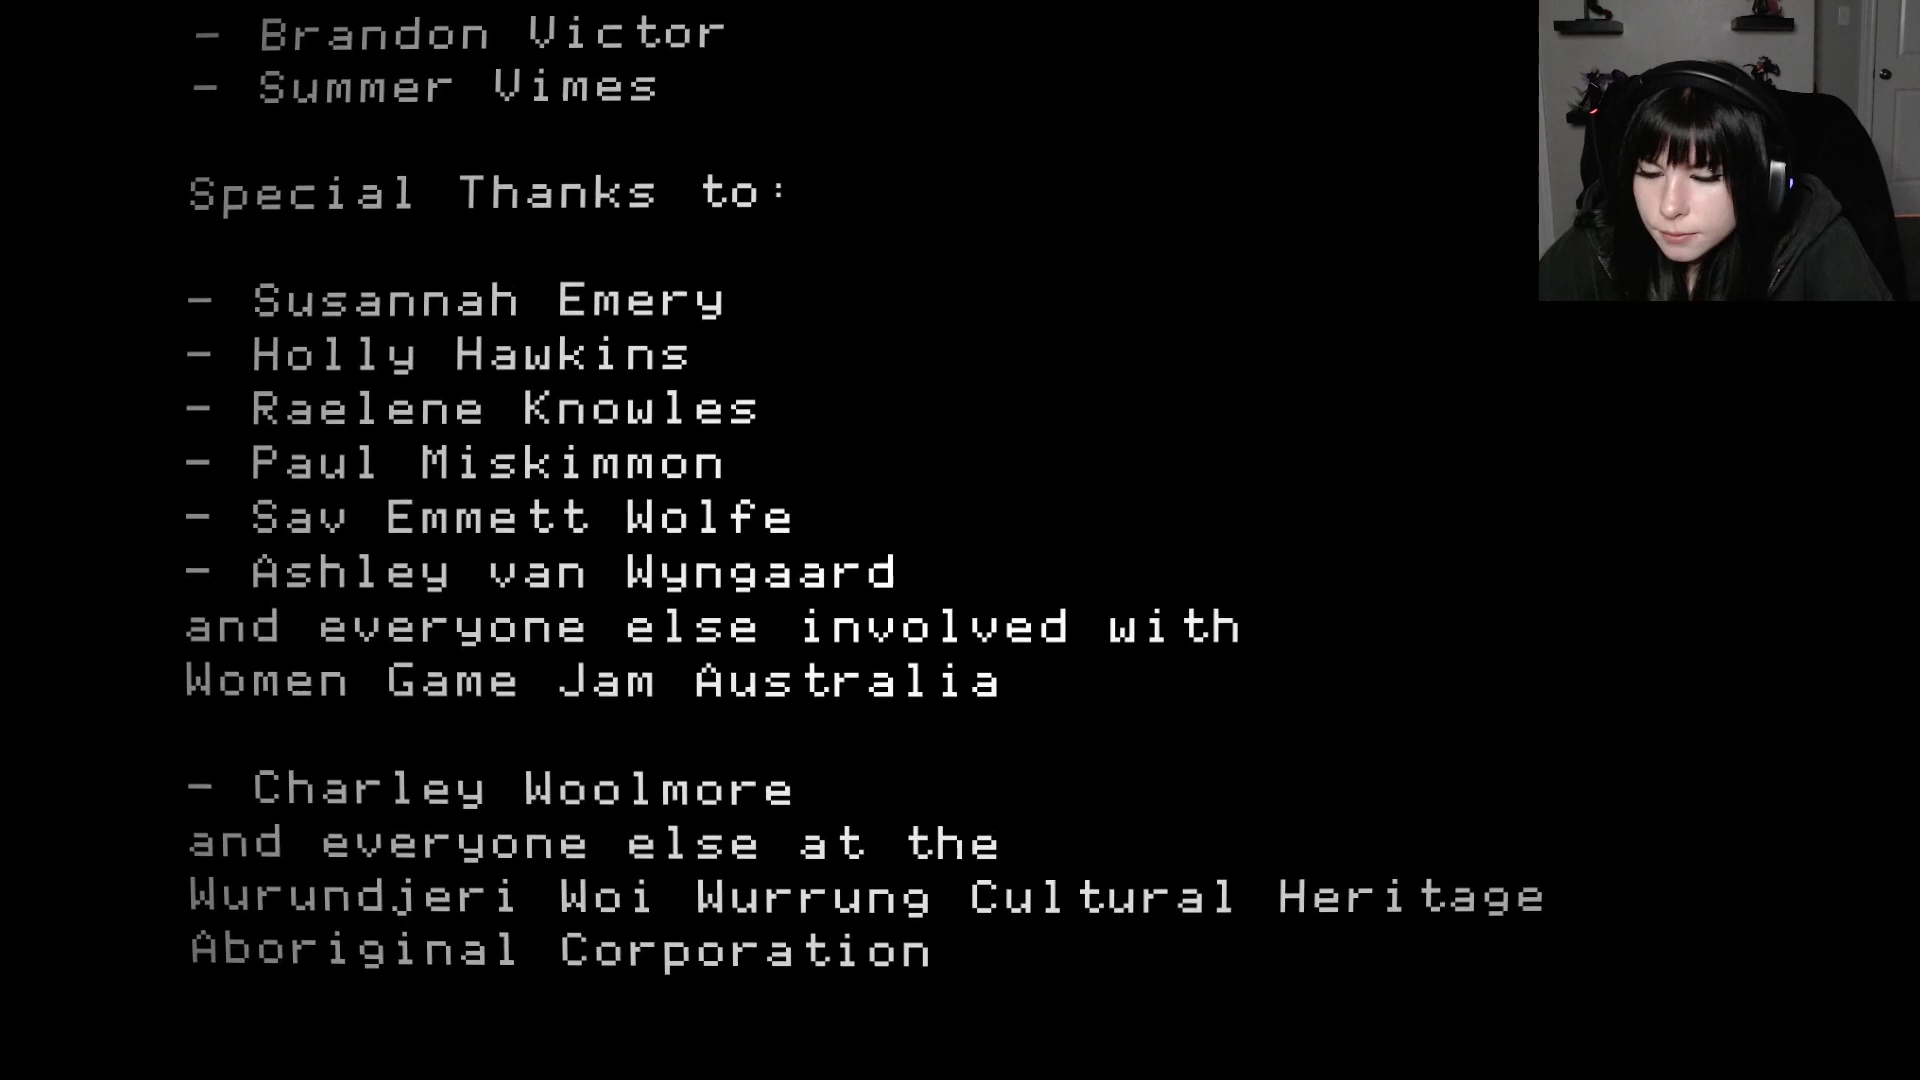 - Brandon Victor
- Summer Vimes
Special Thanks to:
- Susannah Emery
- Holly Hawkins
- Raelene Knowles
- Paul Miskimmon
- Sav Emmett Wolfe
- Ashley van Wyngaard
and everyone else involved with
Women Game Jam Australia
- Charley Woolmore
and everyone else at the
Wurundjeri Woi Wurrung Cultural Heritage
Aboriginal Corporation